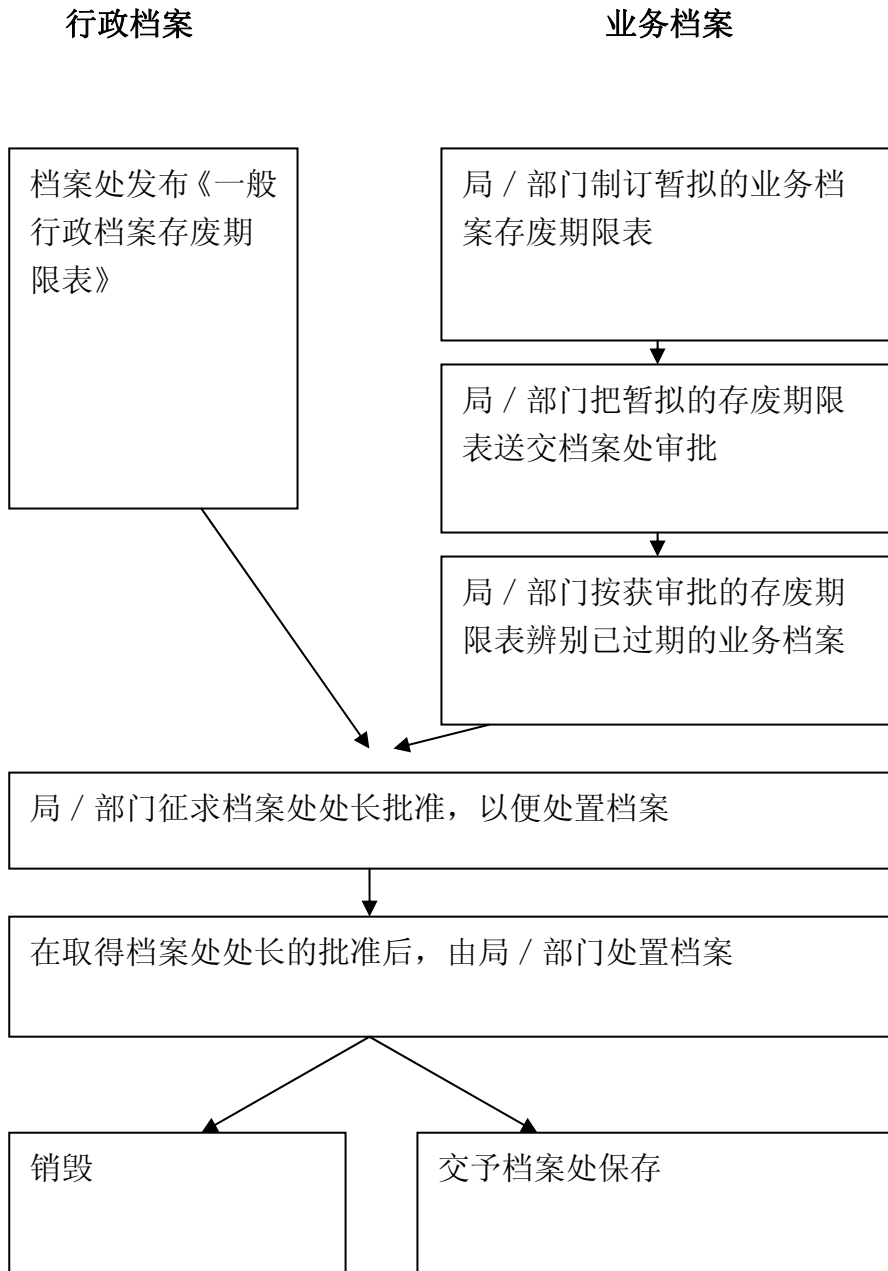 行政档案
业务档案
档案处发布《一般
行政档案存废期
限表》
局／部门制订暂拟的业务档
案存废期限表
局／部门把暂拟的存废期限
表送交档案处审批
局／部门按获审批的存废期
限表辨别已过期的业务档案
局／部门征求档案处处长批准，以便处置档案
在取得档案处处长的批准后，由局／部门处置档案
销毁
交予档案处保存